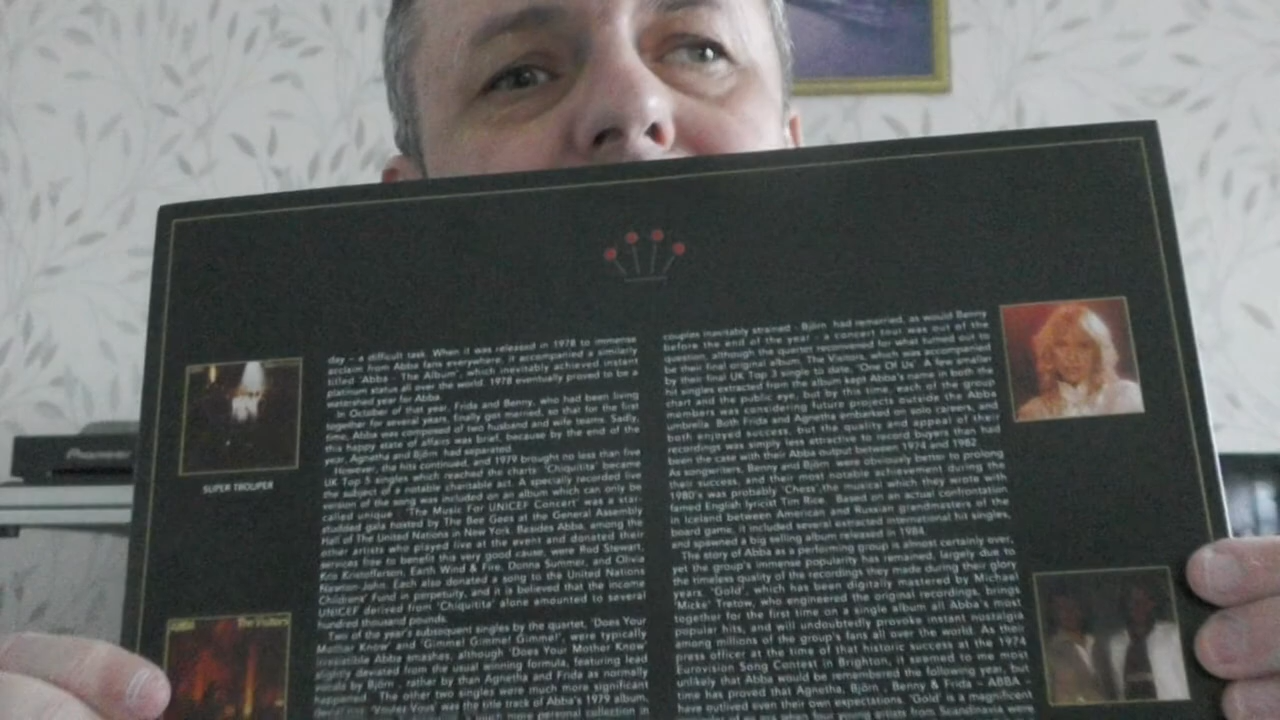 Pioneer
SUPER TROUPER
The Visitors
day – a difficult task. When it was released in 1978 to immense
acclaim from Abba fans everywhere, it accompanied a similarly
titled 'Abba - The Album', which inevitably achieved instant
platinum status all over the world. 1978 eventually proved to be a
watershed year for Abba.
In October of that year, Frida and Benny, who had been living
together for several years, finally got married, so that for the first
time, Abba was composed of two husband and wife teams. Sadly,
this happy state of affairs was brief, because by the end of the
year, Agnetha and Björn had separated.
However, the hits continued, and 1979 brought no less than five
UK Top 5 singles which reached the charts. 'Chiquitita' became
the subject of a notable charitable act. A specially recorded live
version of the song was included on an album which can only be
called unique - 'The Music For UNICEF Concert' was a star-
studded gala hosted by The Bee Gees at the General Assembly
Hall of The United Nations in New York. Besides Abba, among the
other artists who played live at the event and donated their
services free to benefit this very good cause, were Rod Stewart,
Kris Kristofferson, Earth Wind & Fire, Donna Summer, and Olivia
Newton-John. Each also donated a song to the United Nations
Childrens' Fund in perpetuity, and it is believed that the income
UNICEF derived from 'Chiquitita' alone amounted to several
hundred thousand pounds.
Two of the year's subsequent singles by the quartet, 'Does Your
Mother Know' and 'Gimme! Gimme! Gimme!', were typically
irresistible Abba smashes, although 'Does Your Mother Know'
slightly deviated from the usual winning formula, featuring lead
vocals by Björn, rather than by Agnetha and Frida as normally
happened. The other two singles were much more significant
'Voulez Vous' was the title track of Abba's 1979 album,
much more personal collection in
couples inevitably strained - Björn had remarried, as would Benny
before the end of the year - a concert tour was out of the
question, although the quartet reconvened for what turned out to
be their final original album, 'The Visitors', which was accompanied
by their final UK Top 3 single to date, 'One Of Us'. A few smaller
hit singles extracted from the album kept Abba's name in both the
chart and the public eye, but by this time each of the group
members was considering future projects outside the Abba
umbrella. Both Frida and Agnetha embarked on solo careers, and
both enjoyed success, but the quality and appeal of their
recordings was simply less attractive to record buyers than had
been the case with their Abba output between 1974 and 1982.
As songwriters, Benny and Björn were obviously better to prolong
their success, and their most notable achievement during the
1980's was probably 'Chess', the musical which they wrote with
famed English lyricist Tim Rice. Based on an actual confrontation
in Iceland between American and Russian grandmasters of the
board game, it included several extracted international hit singles,
and spawned a big selling album released in 1984.
The story of Abba as a performing group is almost certainly over,
yet the group's immense popularity has remained, largely due to
the timeless quality of the recordings they made during their glory
years. 'Gold', which has been digitally mastered by Michael
'Micke' Tretow, who engineered the original recordings, brings
together for the first time on a single album all Abba's most
popular hits, and will undoubtedly provoke instant nostalgia
among millions of the group's fans all over the world. As their
press officer at the time of that historic success at the 1974
Eurovision Song Contest in Brighton, it seemed to me most
unlikely that Abba would be remembered the following year, but
time has proved that Agnetha, Björn, Benny & Frida - ABBA -
have outlived even their own expectations. 'Gold' is a magnificent
four young artists from Scandinavia were